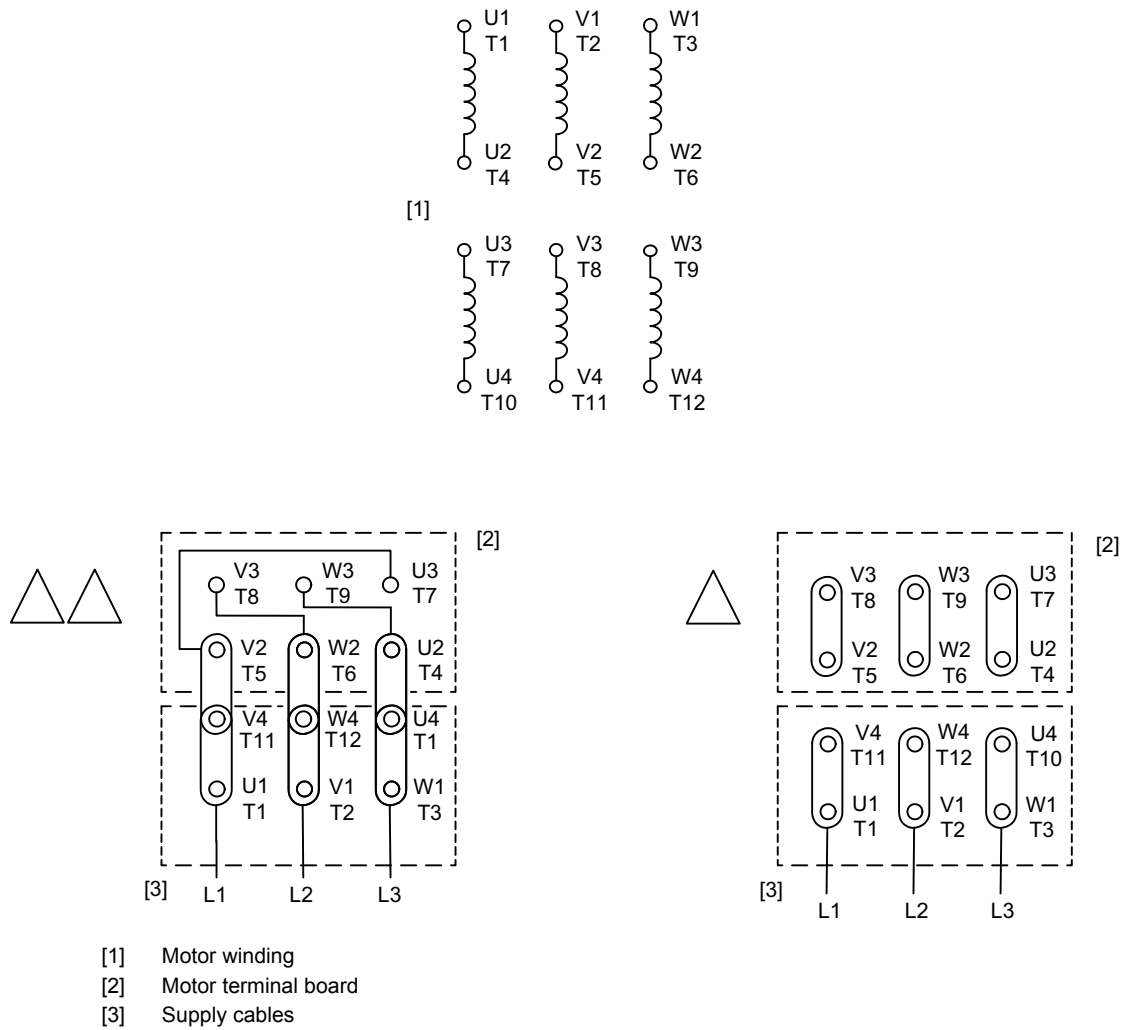 U1 V1 W1
T1 T2 T3
U2 V2 W2
T4 T5 T6
[1]
U3 V3 W3
T7 T8 T9
U4 V4 W4
T10 T11 T12
[2]
V3 W3 U3
T8 T9 T7
V2 W2 U2
T5 T6 T4
V4 W4 U4
T11 T12 T1
U1 V1 W1
T1 T2 T3
[3]
L1 L2 L3
[2]
V3 W3 U3
T8 T9 T7
V2 W2 U2
T5 T6 T4
V4 W4 U4
T11 T12 T10
U1 V1 W1
T1 T2 T3
[3]
L1 L2 L3
[1] Motor winding
[2] Motor terminal board
[3] Supply cables